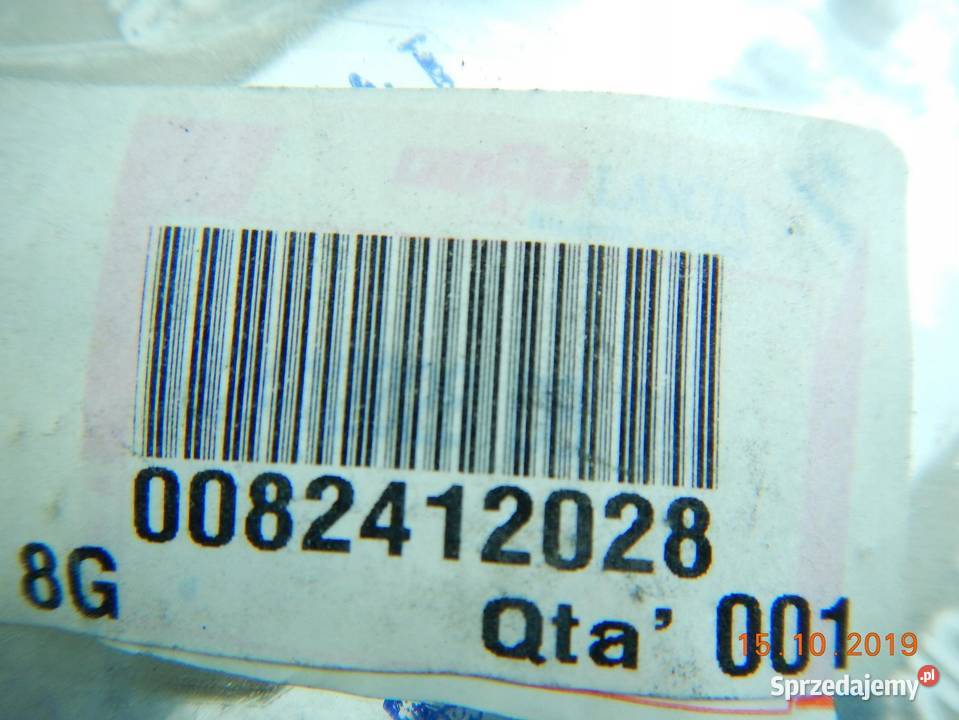 0082412028
8G Qta' 001
15.10.2019
Sprzedajemy.pl